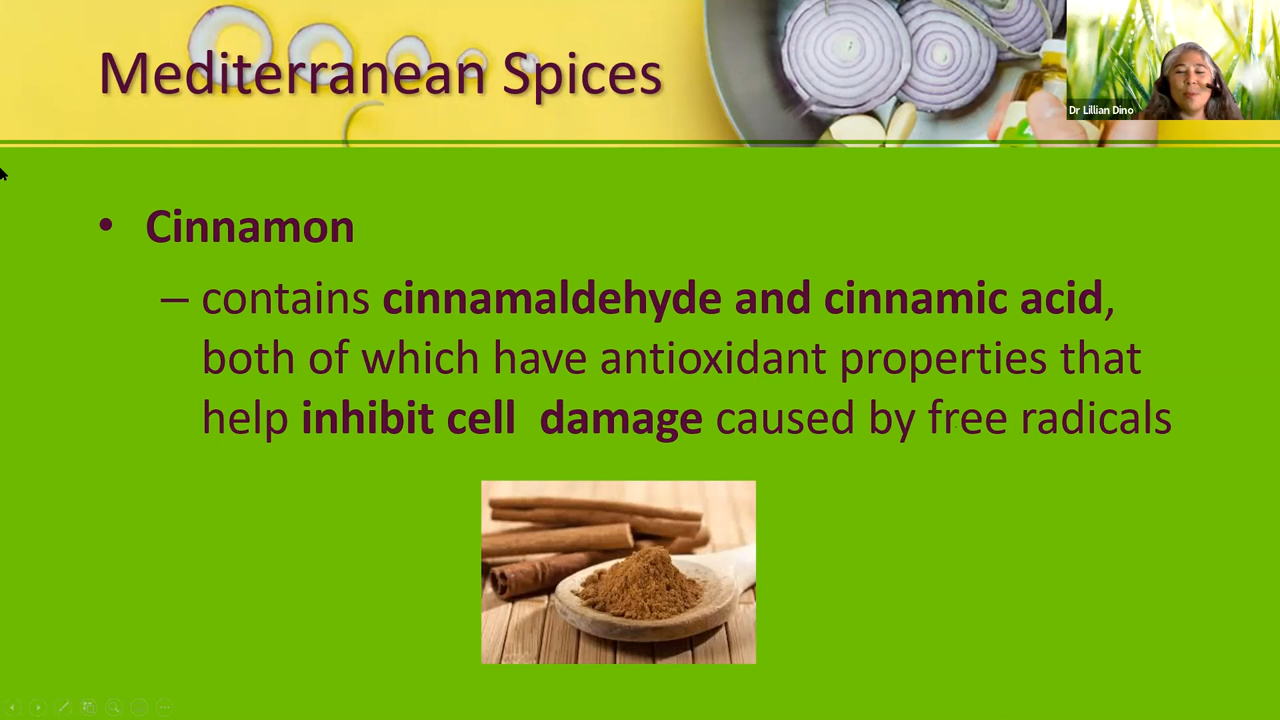 Mediterranean Spices
Dr Lillian Dino
• Cinnamon
– contains cinnamaldehyde and cinnamic acid,
both of which have antioxidant properties that
help inhibit cell  damage caused by free radicals